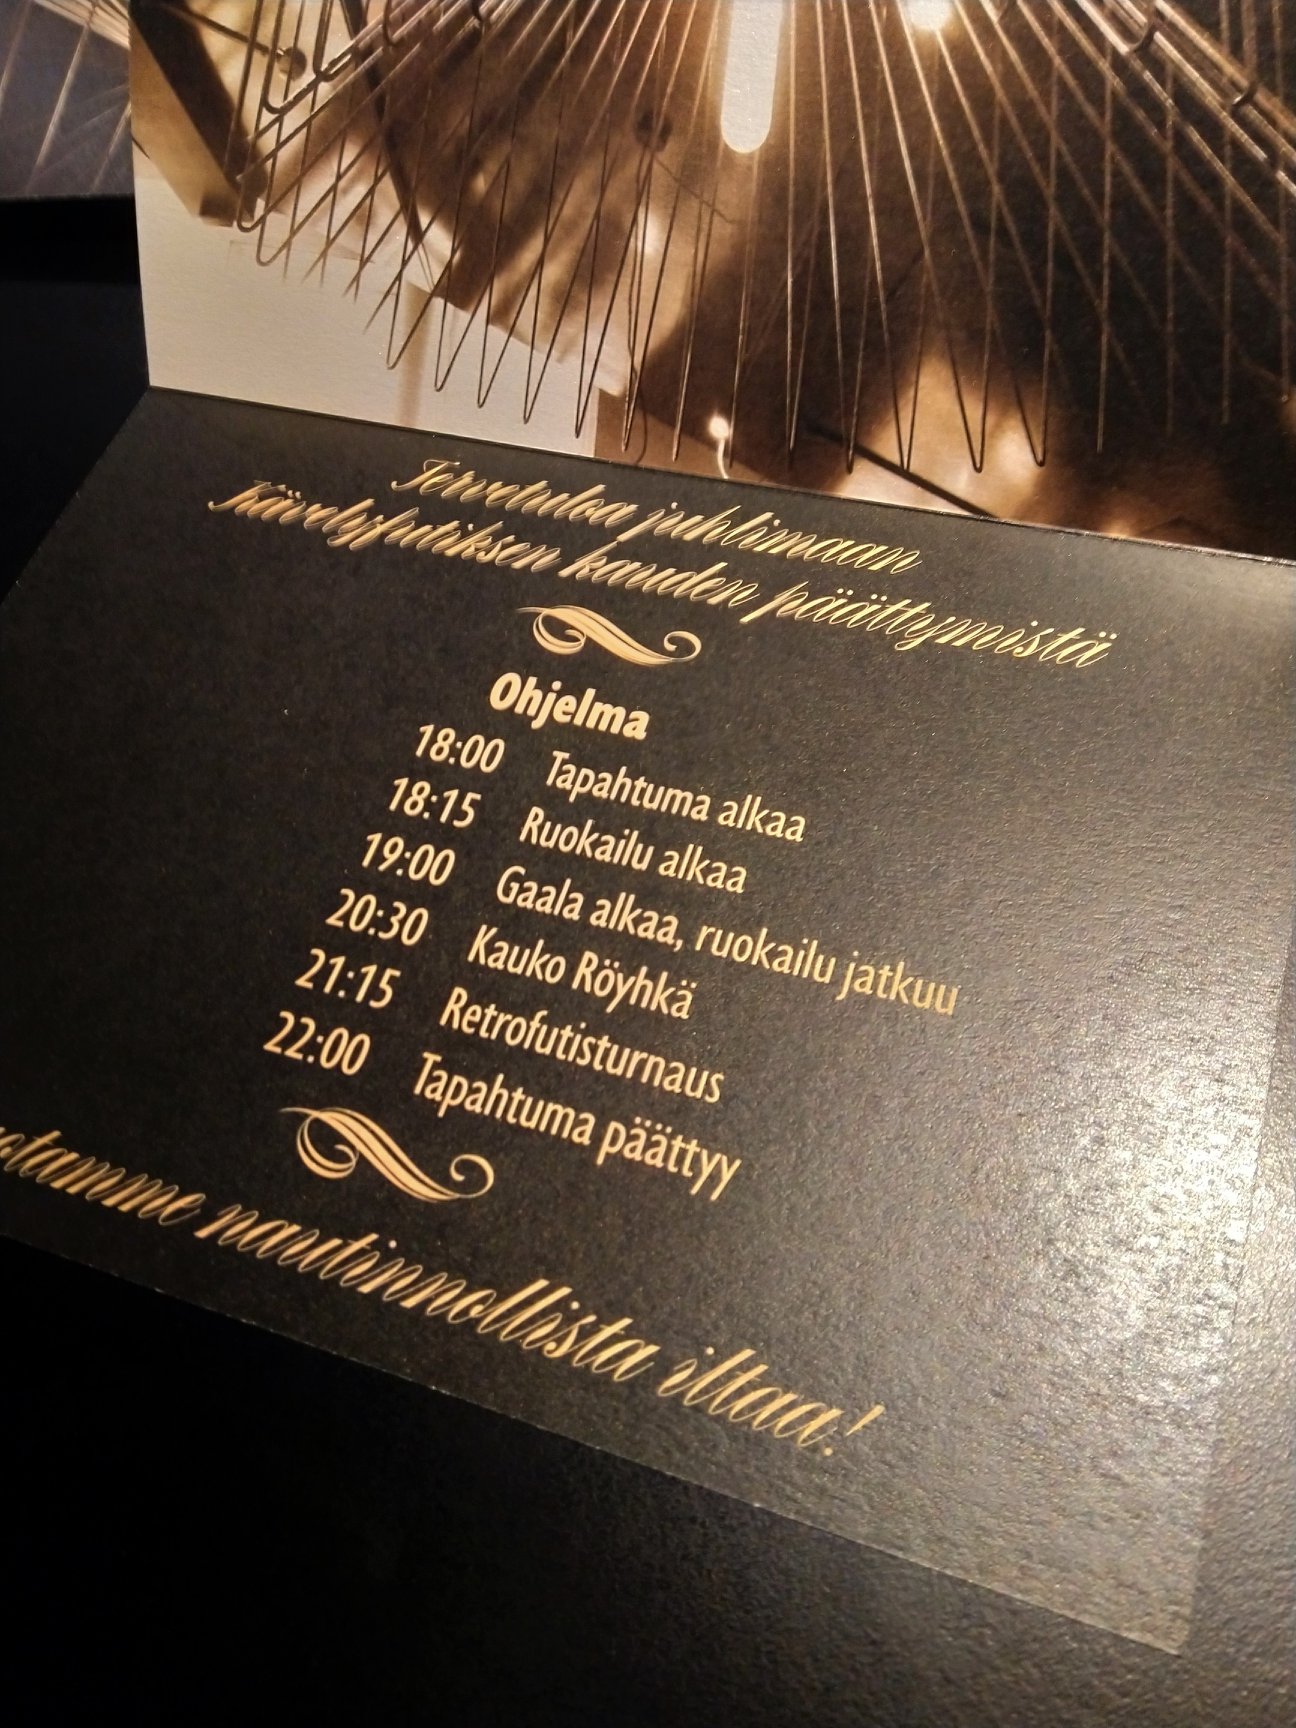 Tervetuloa juhlimaan
Kävelyfutiksen kauden päättymistä
Ohjelma
18:00 Tapahtuma alkaa
18:15 Ruokailu alkaa
19:00 Gaala alkaa, ruokailu jatkuu
20:30 Kauko Röyhkä
21:15 Retrofutisturnaus
22:00 Tapahtuma päättyy
nautinnollista iltaa!